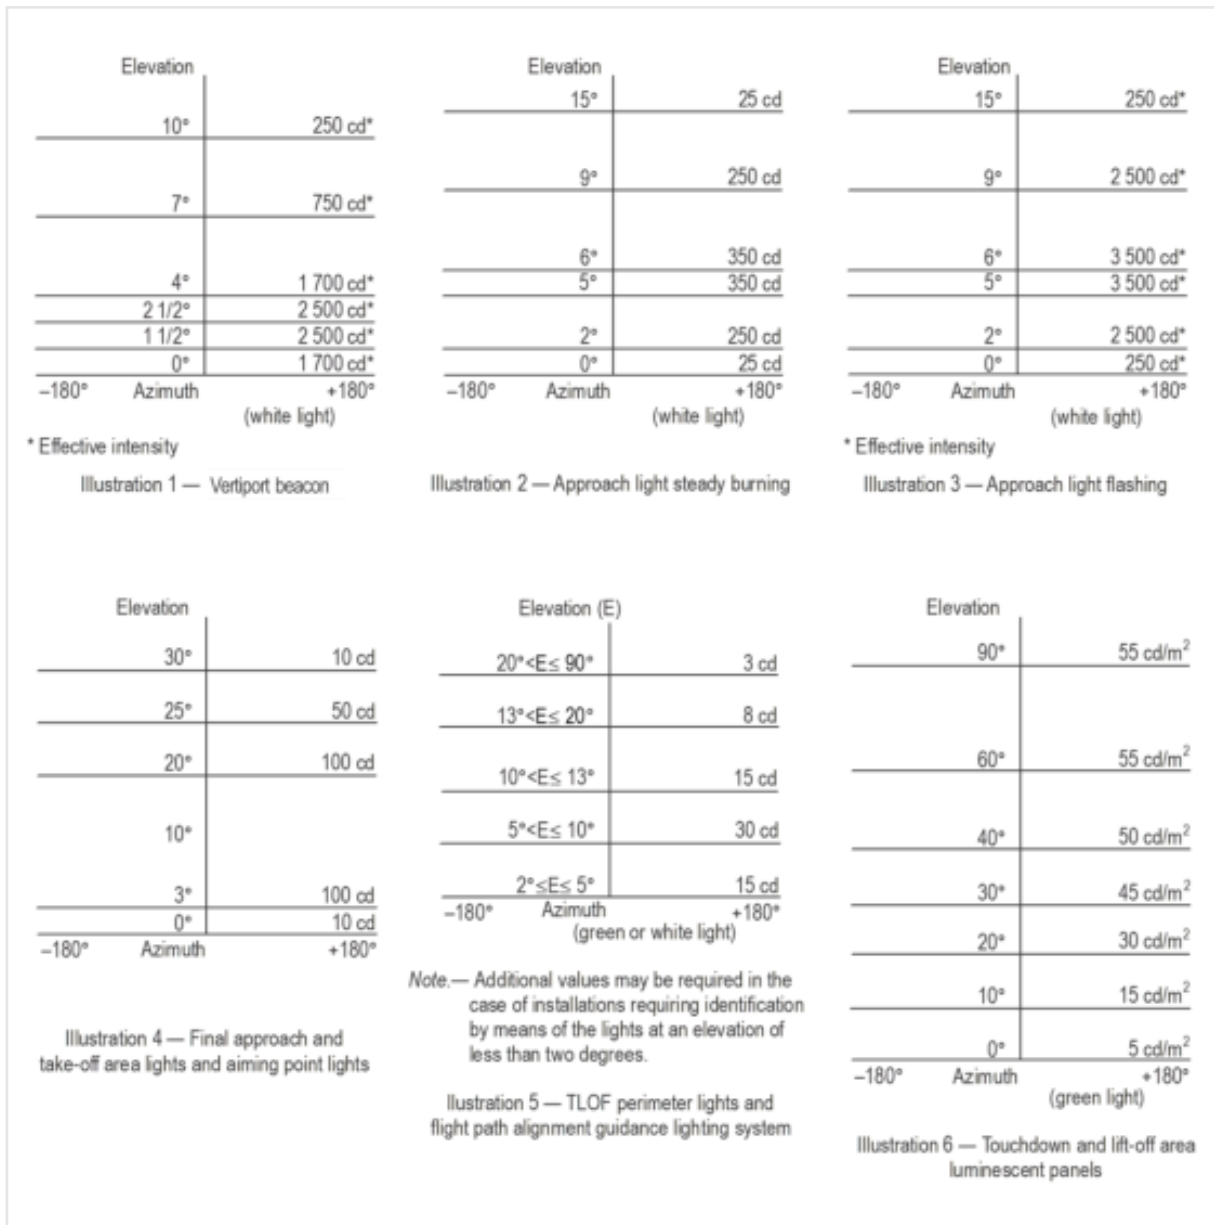 Elevation
10° 250 cd*
7° 750 cd*
4° 1 700 cd*
2 1/2° 2 500 cd*
1 1/2° 2 500 cd*
0° 1 700 cd*
–180° Azimuth +180°
(white light)
* Effective intensity
Illustration 1 — Vertiport beacon
Elevation
15° 25 cd
9° 250 cd
6° 350 cd
5° 350 cd
2° 250 cd
0° 25 cd
–180° Azimuth +180°
(white light)
Illustration 2 — Approach light steady burning
Elevation
15° 250 cd*
9° 2 500 cd*
6° 3 500 cd*
5° 3 500 cd*
2° 2 500 cd*
0° 250 cd*
–180° Azimuth +180°
(white light)
* Effective intensity
Illustration 3 — Approach light flashing
Elevation
30° 10 cd
25° 50 cd
20° 100 cd
10°
3° 100 cd
0° 10 cd
–180° Azimuth +180°
Illustration 4 — Final approach and
take-off area lights and aiming point lights
Elevation (E)
20°<E≤ 90° 3 cd
13°<E≤ 20° 8 cd
10°<E≤ 13° 15 cd
5°<E≤ 10° 30 cd
2°≤E≤ 5° 15 cd
–180° Azimuth +180°
(green or white light)
Note.— Additional values may be required in the
case of installations requiring identification
by means of the lights at an elevation of
less than two degrees.
Illustration 5 — TLOF perimeter lights and
flight path alignment guidance lighting system
Elevation
90° 55 cd/m²
60° 55 cd/m²
40° 50 cd/m²
30° 45 cd/m²
20° 30 cd/m²
10° 15 cd/m²
0° 5 cd/m²
–180° Azimuth +180°
(green light)
Illustration 6 — Touchdown and lift-off area
luminescent panels